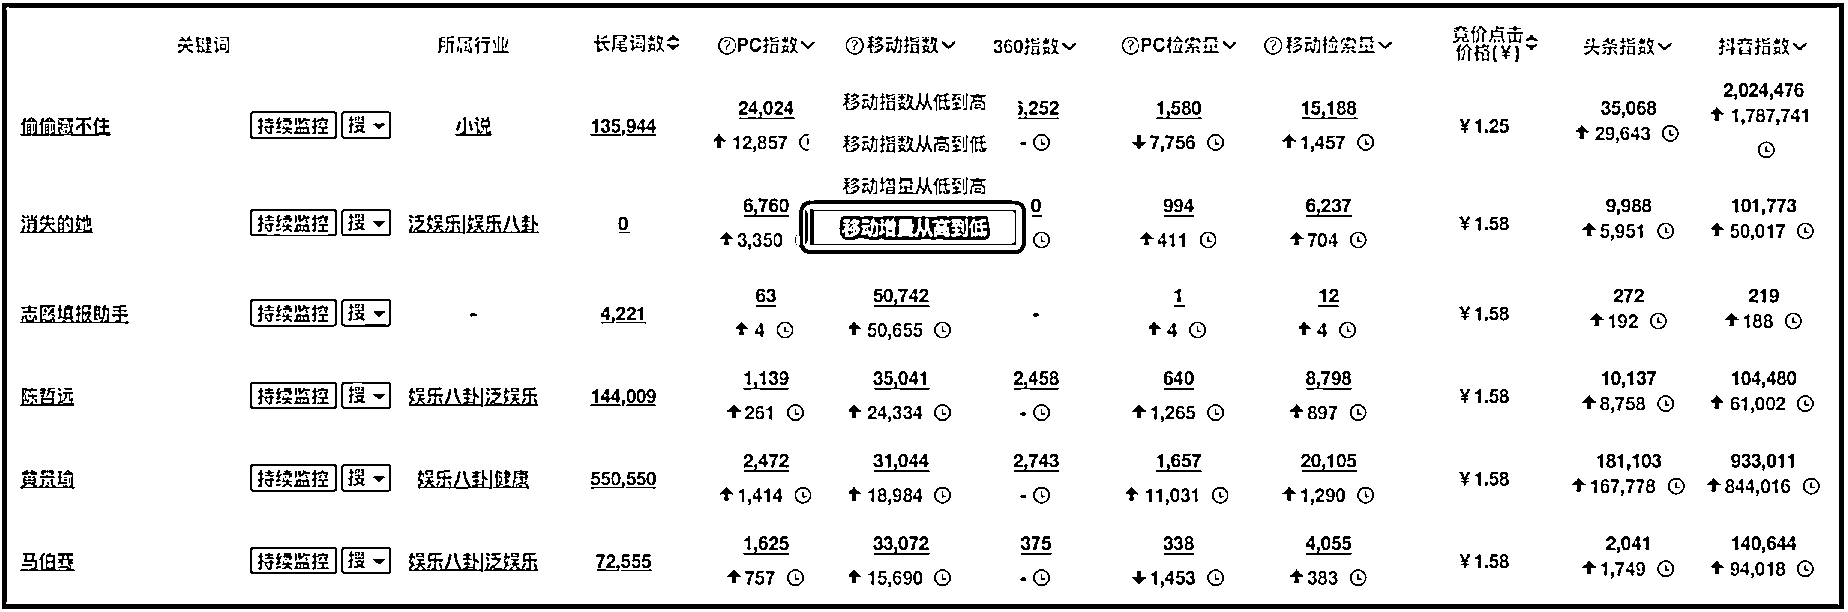 关键词 所属行业 长尾词数 ?PC指数 ?移动指数 360指数 ?PC检索量 ?移动检索量 竞价点击价格(¥) 头条指数 抖音指数
移动指数从低到高
移动指数从高到低
移动增量从低到高
移动增量从高到低
偷偷藏不住 持续监控 搜 小说 135,944 24,024 ,252 1,580 15,188 ¥1.25 35,068 2,024,476
↑12,857 - ↓7,756 ↑1,457 ↑29,643 ↑1,787,741
消失的她 持续监控 搜 泛娱乐|娱乐八卦 0 6,760 0 994 6,237 ¥1.58 9,988 101,773
↑3,350 ↑411 ↑704 ↑5,951 ↑50,017
志愿填报助手 持续监控 搜 - 4,221 63 50,742 - 1 12 ¥1.58 272 219
↑4 ↑50,655 ↑4 ↑4 ↑192 ↑188
陈哲远 持续监控 搜 娱乐八卦|泛娱乐 144,009 1,139 35,041 2,458 640 8,798 ¥1.58 10,137 104,480
↑261 ↑24,334 - ↑1,265 ↑897 ↑8,758 ↑61,002
黄景瑜 持续监控 搜 娱乐八卦|健康 550,550 2,472 31,044 2,743 1,657 20,105 ¥1.58 181,103 933,011
↑1,414 ↑18,984 - ↑11,031 ↑1,290 ↑167,778 ↑844,016
马伯骞 持续监控 搜 娱乐八卦|泛娱乐 72,555 1,625 33,072 375 338 4,055 ¥1.58 2,041 140,644
↑757 ↑15,690 - ↓1,453 ↑383 ↑1,749 ↑94,018